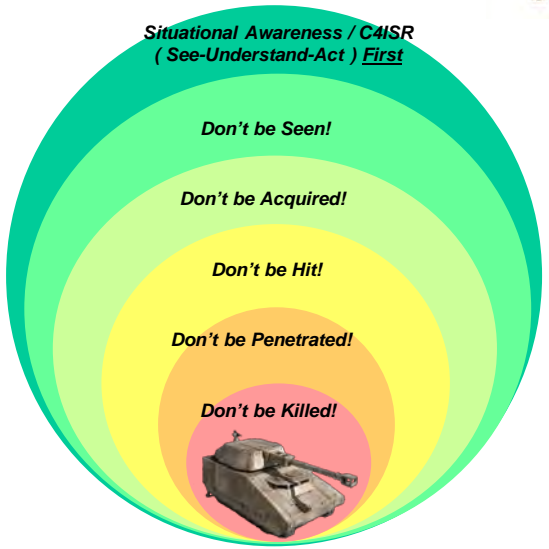 Situational Awareness / C4ISR
( See-Understand-Act ) First
Don't be Seen!
Don't be Acquired!
Don't be Hit!
Don't be Penetrated!
Don't be Killed!